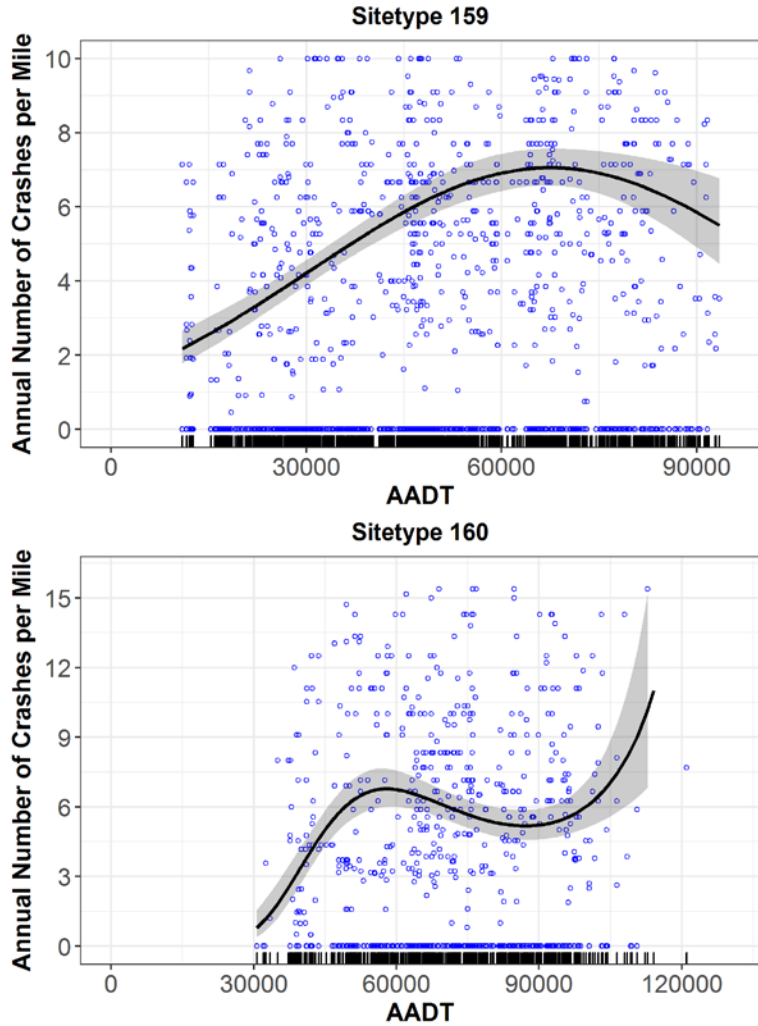 Sitetype 159
Annual Number of Crashes per Mile
10
8
6
4
2
0
0 30000 60000 90000
AADT
Sitetype 160
Annual Number of Crashes per Mile
15
12
9
6
3
0
0 30000 60000 90000 120000
AADT